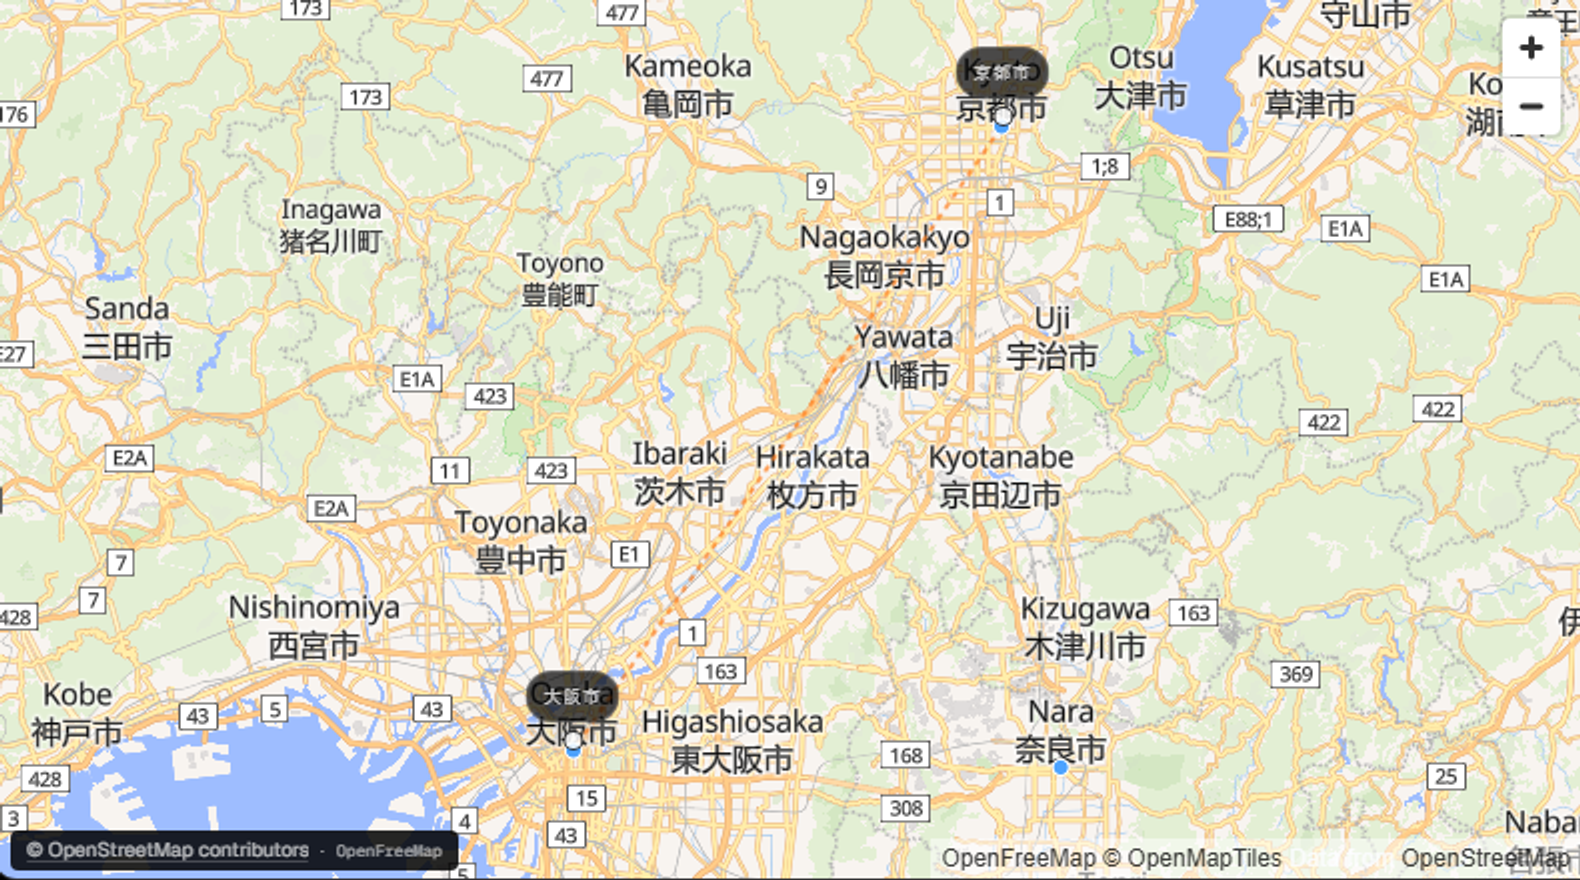 173
477
守山市
Kameoka
亀岡市
477
173
176
京都市
京都市
Otsu
大津市
Kusatsu
草津市
Ko
湖南
+
−
1;8
9
1
E88;1
E1A
E1A
Inagawa
猪名川町
Nagaokakyo
長岡京市
Toyono
豊能町
Sanda
三田市
E27
Yawata
八幡市
Uji
宇治市
E1A
423
422
422
E2A
11
423
Ibaraki
茨木市
Hirakata
枚方市
Kyotanabe
京田辺市
E2A
Toyonaka
豊中市
E1
7
7
428
Nishinomiya
西宮市
1
163
Kizugawa
木津川市
163
伊
369
Kobe
神戸市
43
5
43
大阪市
大阪市
Higashiosaka
東大阪市
Nara
奈良市
168
25
428
3
15
308
4
43
5
Naba
© OpenStreetMap contributors · OpenFreeMap
OpenFreeMap © OpenMapTiles Data from OpenStreetMap